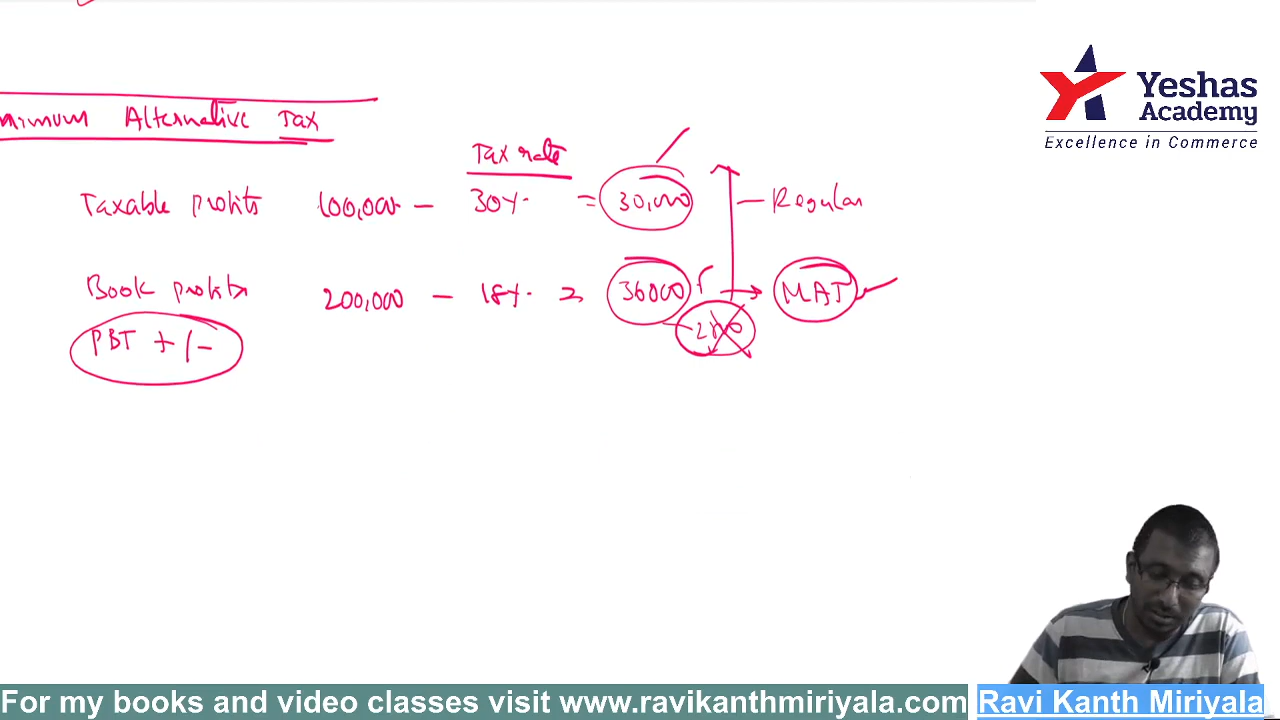 Yeshas
Academy
Excellence in Commerce
nimum Alternative Tax
Tax rate
Taxable profits 100,000 - 30% = 30,000 - Regular
Book profits 200,000 - 18% = 36000 → MAT
PBT + / -
For my books and video classes visit www.ravikanthmiriyala.com Ravi Kanth Miriyala